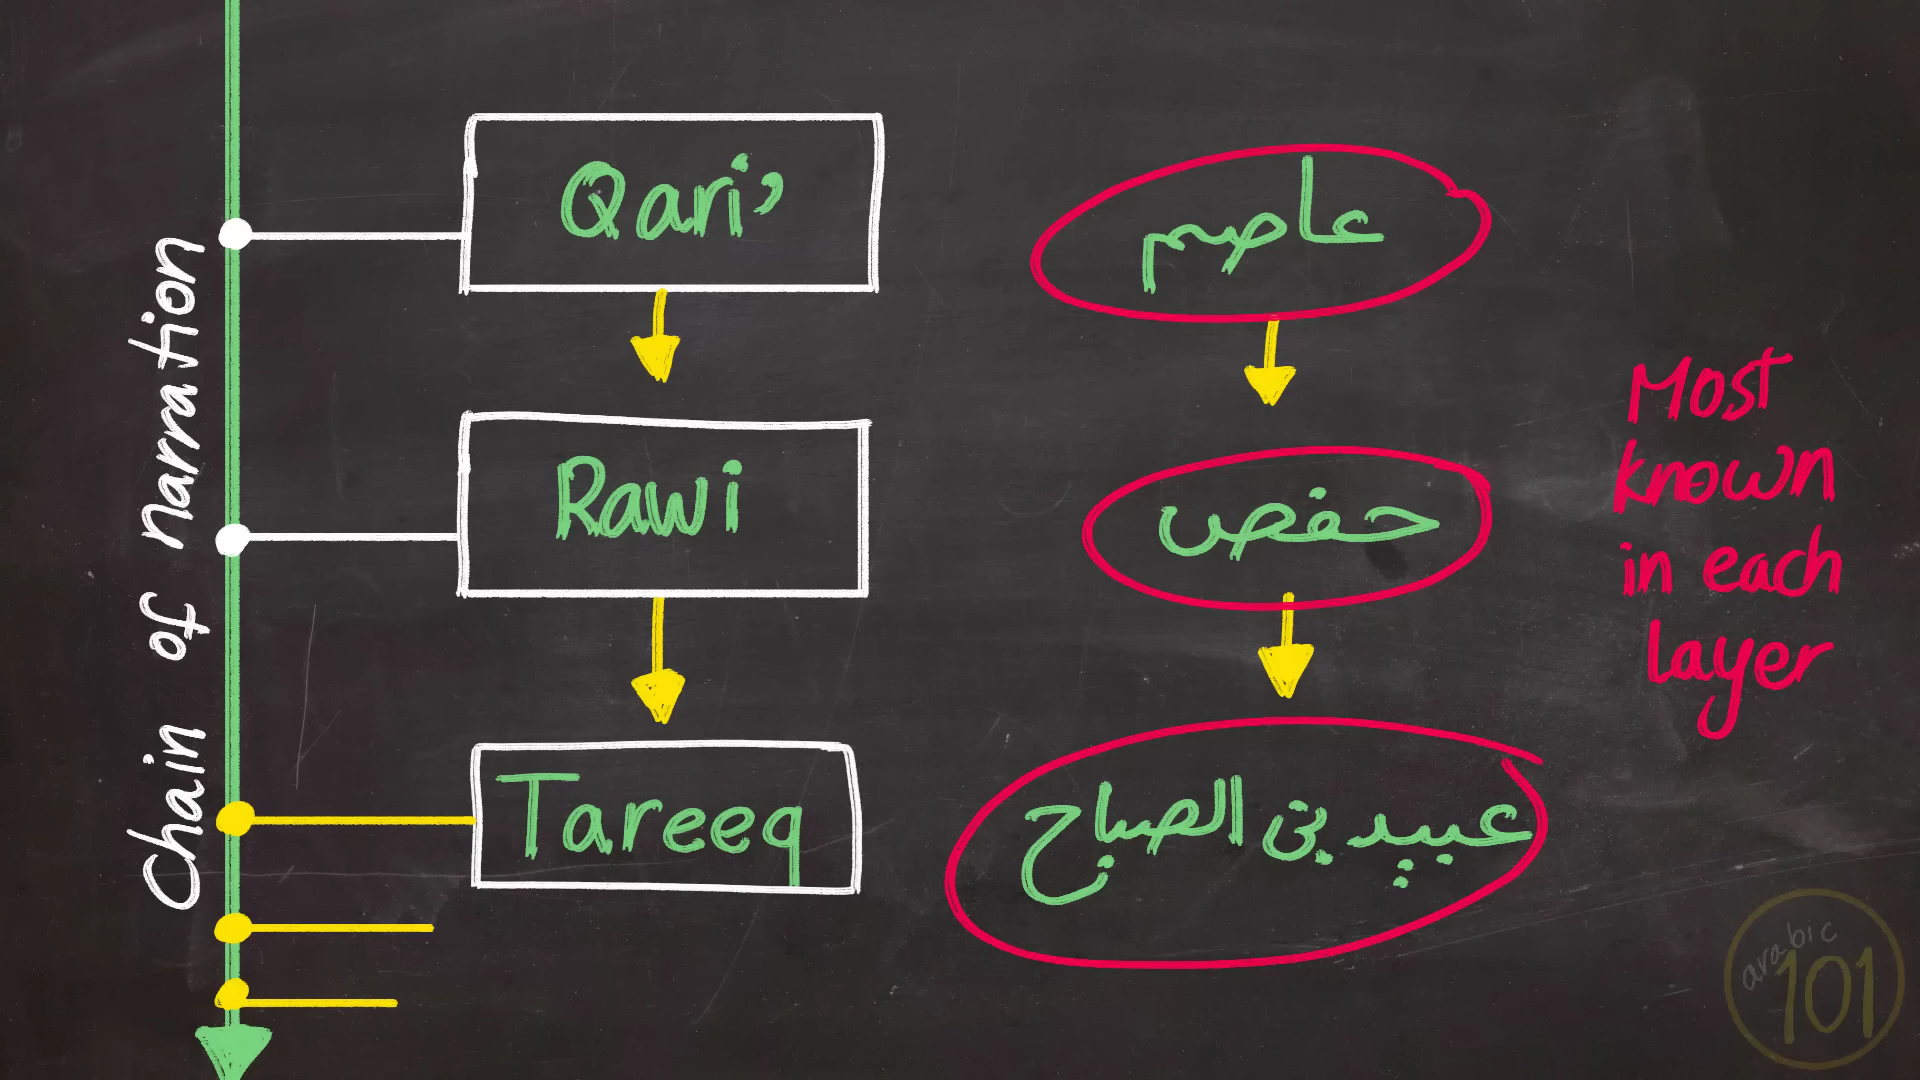 Chain of narration
Qari’
عاصم
Rawi
حفص
Tareeq
عبيد بن الصباح
Most
known
in each
layer
arabic
101